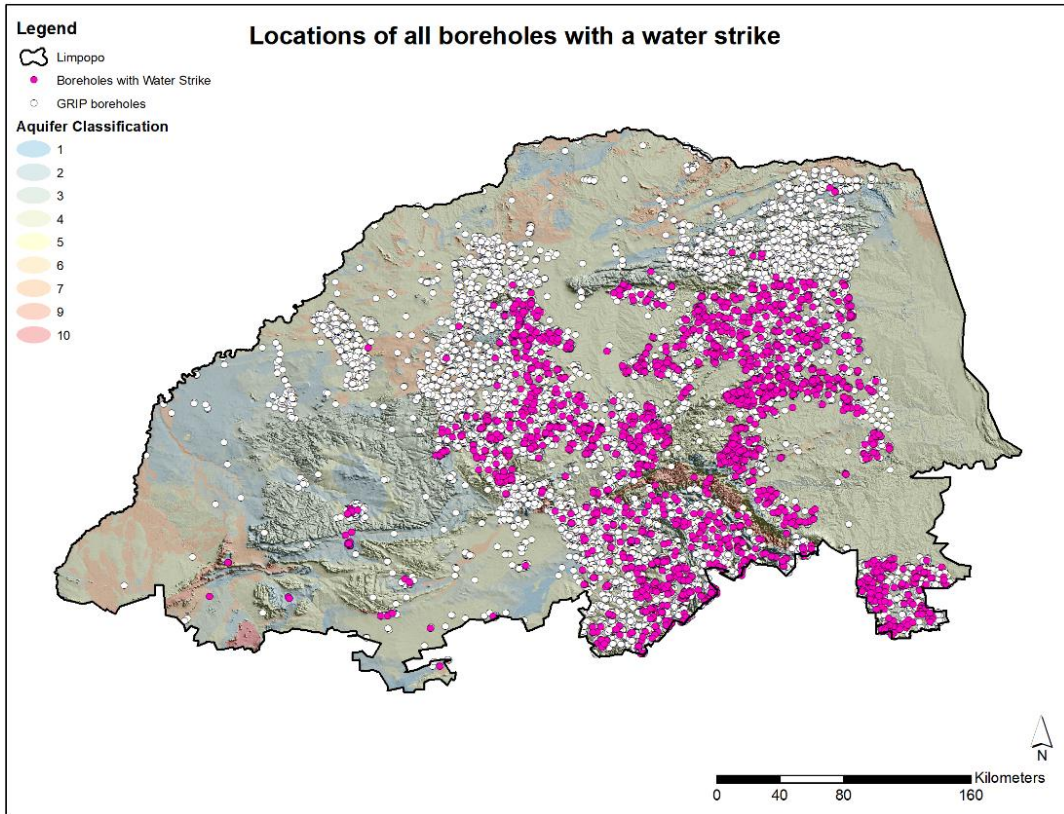 Locations of all boreholes with a water strike
Legend
Limpopo
Boreholes with Water Strike
GRIP boreholes
Aquifer Classification
1
2
3
4
5
6
7
9
10
N
Kilometers
0 40 80 160